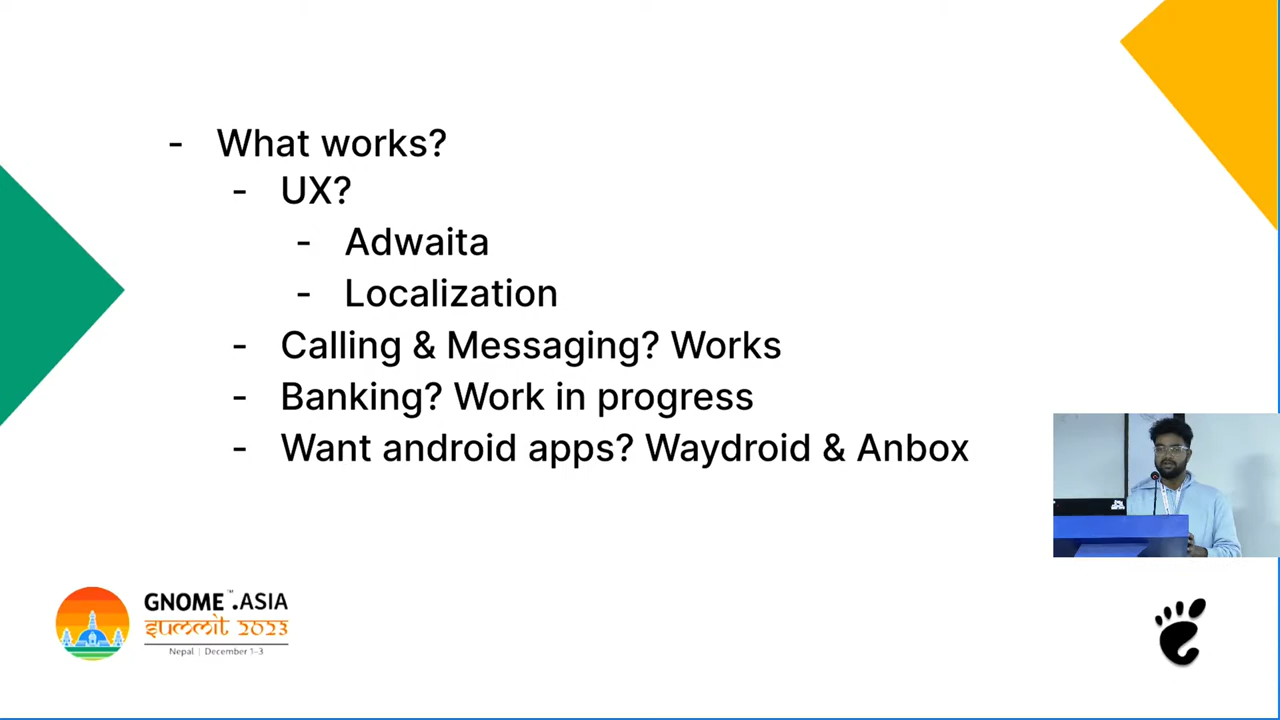 - What works?
- UX?
- Adwaita
- Localization
- Calling & Messaging? Works
- Banking? Work in progress
- Want android apps? Waydroid & Anbox
GNOME™.ASIA
summit 2023
Nepal | December 1-3